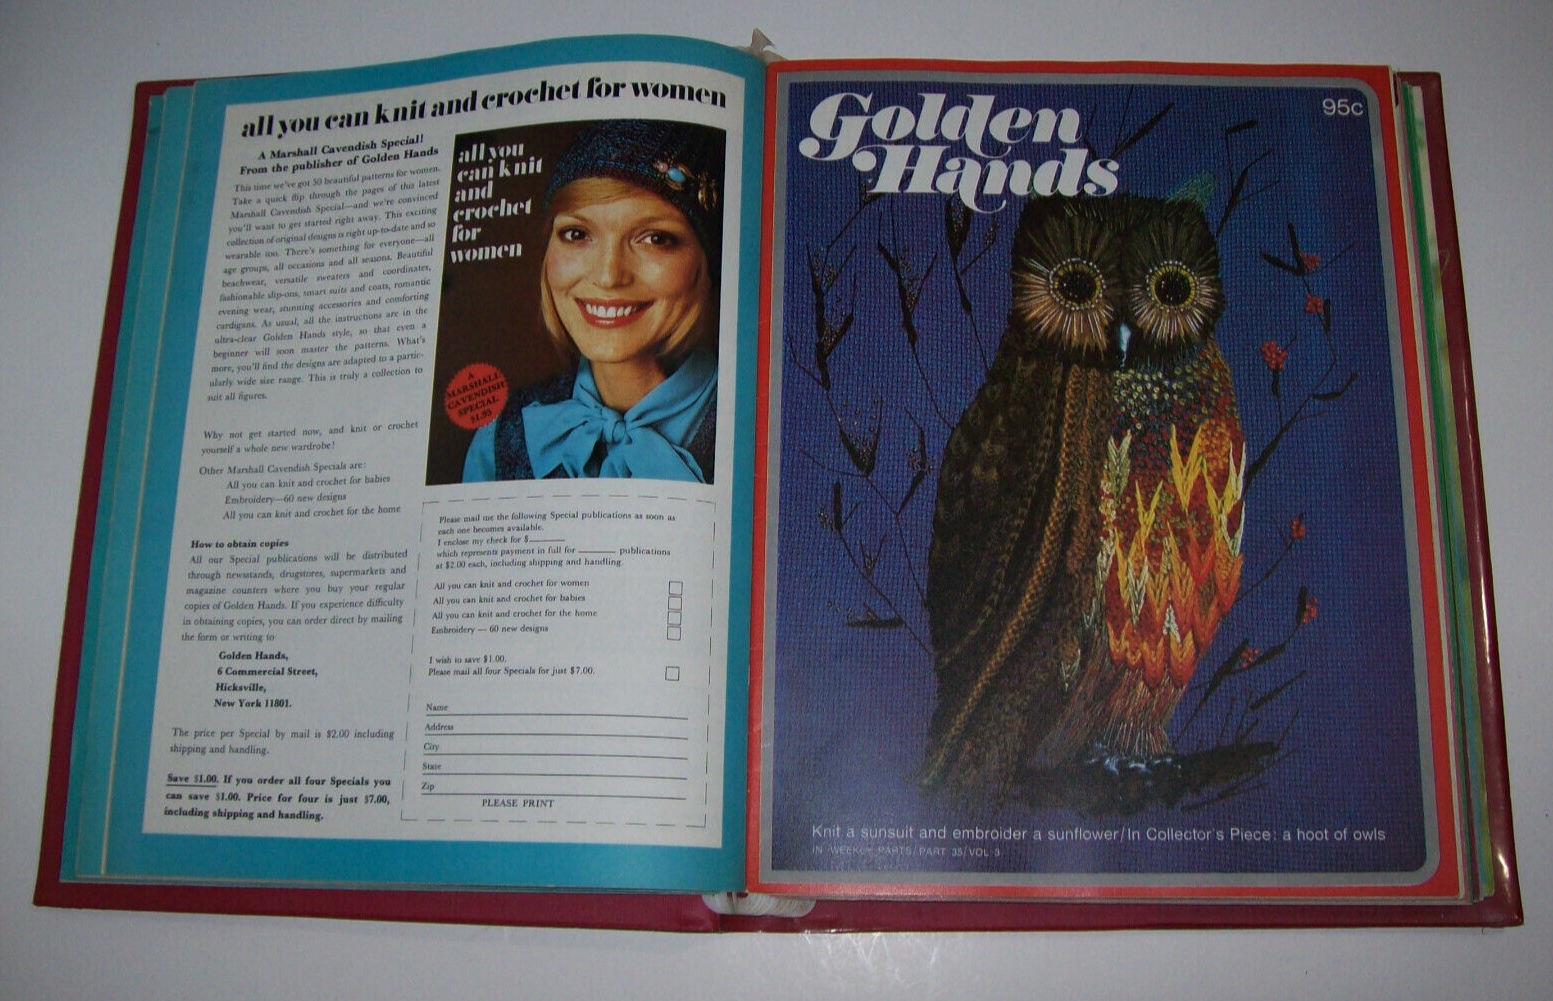 all you can knit and crochet for women
A Marshall Cavendish Special!
From the publisher of Golden Hands
This time we've got 50 beautiful patterns for women.
Take a quick flip through the pages of this latest
Marshall Cavendish Special—and we're convinced
you'll want to get started right away. This exciting
collection of original designs is right up-to-date and so
wearable too. There's something for everyone—all
age groups, all occasions and all seasons. Beautiful
beachwear, versatile sweaters and coordinates,
fashionable slip-ons, smart suits and coats, romantic
evening wear, stunning accessories and comforting
cardigans. As usual, all the instructions are in the
ultra-clear Golden Hands style, so that even a
beginner will soon master the patterns. What's
more, you'll find the designs are adapted to a partic-
ularly wide size range. This is truly a collection to
suit all figures.
Why not get started now, and knit or crochet
yourself a whole new wardrobe!
Other Marshall Cavendish Specials are:
All you can knit and crochet for babies
Embroidery—60 new designs
All you can knit and crochet for the home
How to obtain copies
All our Special publications will be distributed
through newsstands, drugstores, supermarkets and
magazine counters where you buy your regular
copies of Golden Hands. If you experience difficulty
in obtaining copies, you can order direct by mailing
the form or writing to
Golden Hands,
6 Commercial Street,
Hicksville,
New York 11801.
The price per Special by mail is $2.00 including
shipping and handling.
Save $1.00. If you order all four Specials you
can save $1.00. Price for four is just $7.00,
including shipping and handling.
all you
can knit
and
crochet
for
women
A
MARSHALL
CAVENDISH
SPECIAL
$1.95
Please mail me the following Special publications as soon as
each one becomes available.
I enclose my check for $
which represents payment in full for publications
at $2.00 each, including shipping and handling.
All you can knit and crochet for women
All you can knit and crochet for babies
All you can knit and crochet for the home
Embroidery — 60 new designs
I wish to save $1.00.
Please mail all four Specials for just $7.00.
Name
Address
City
State
Zip
PLEASE PRINT
Golden
Hands
95c
Knit a sunsuit and embroider a sunflower/In Collector's Piece: a hoot of owls
IN WEEKLY PARTS/PART 38/VOL 3